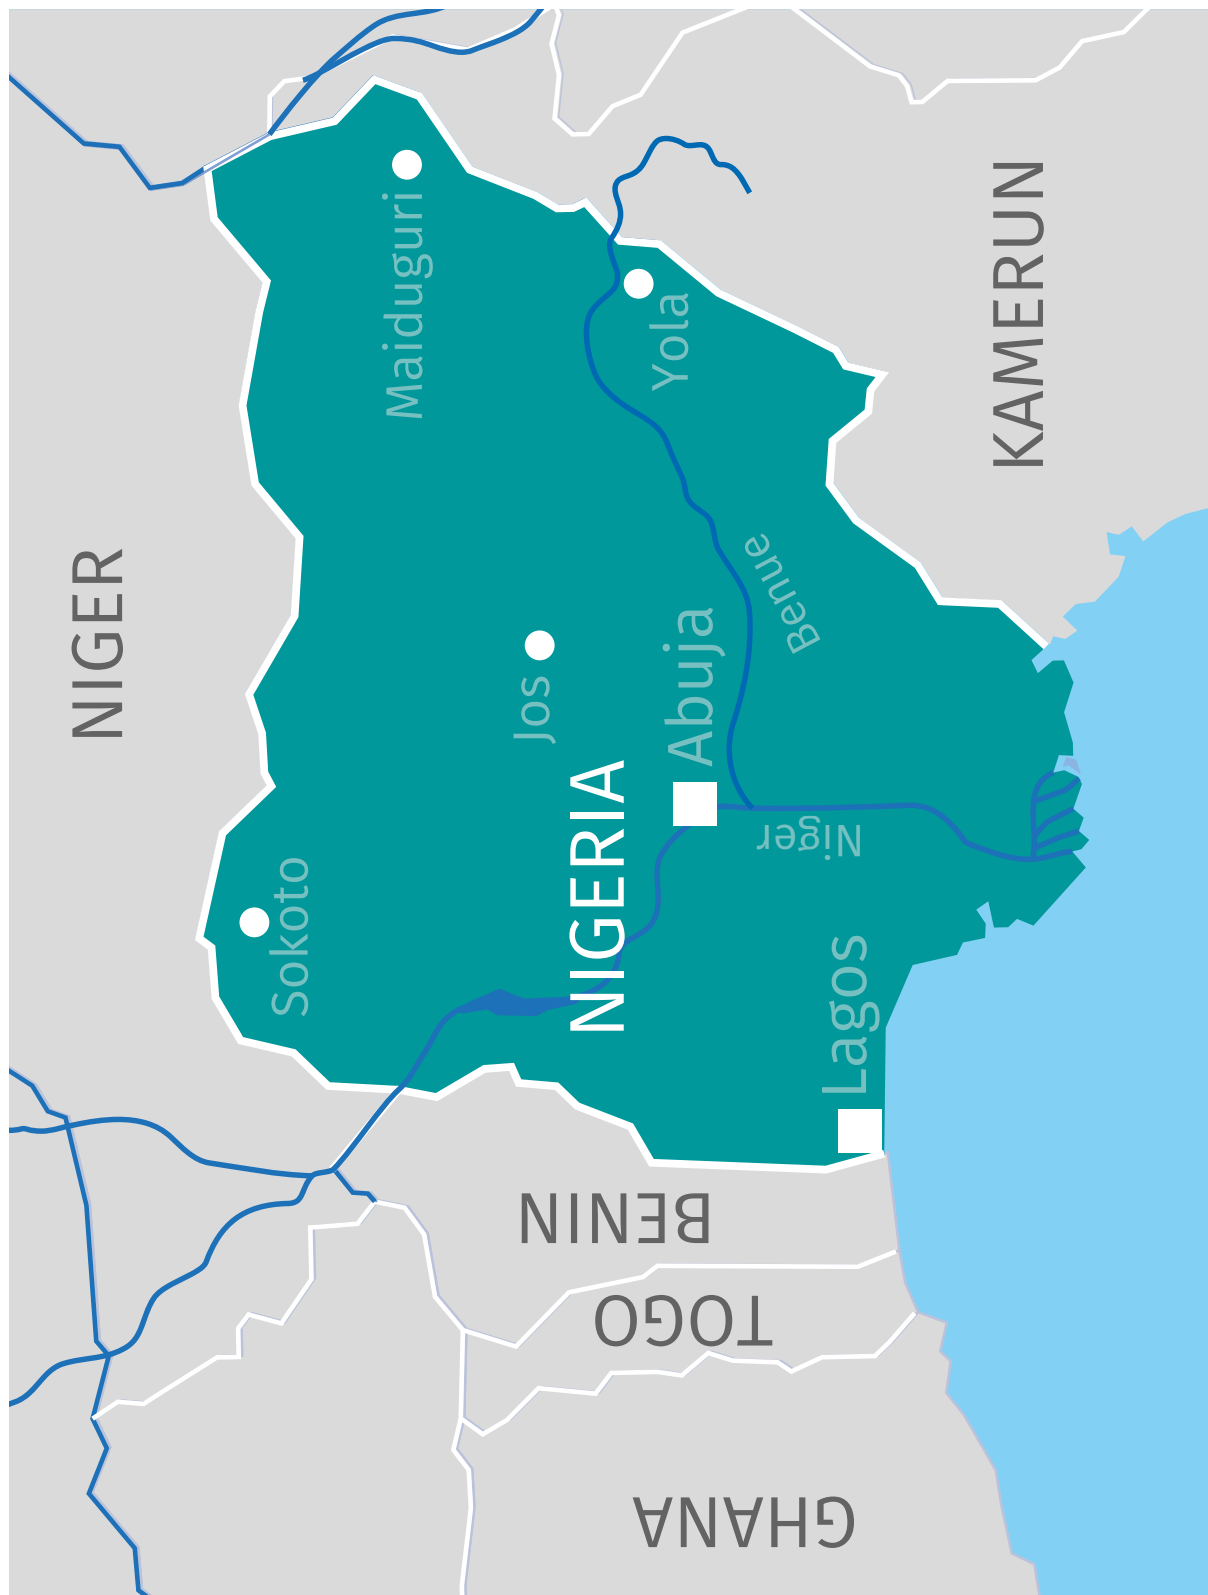 NIGER
Sokoto
Maiduguri
Jos
NIGERIA
Abuja
Yola
Benue
Niger
Lagos
KAMERUN
BENIN
TOGO
GHANA